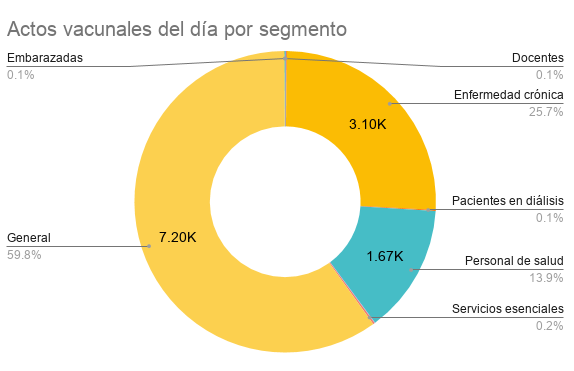 Actos vacunales del día por segmento
Embarazadas
0.1%
Docentes
0.1%
Enfermedad crónica
25.7%
3.10K
Pacientes en diálisis
0.1%
General
59.8%
7.20K
1.67K
Personal de salud
13.9%
Servicios esenciales
0.2%